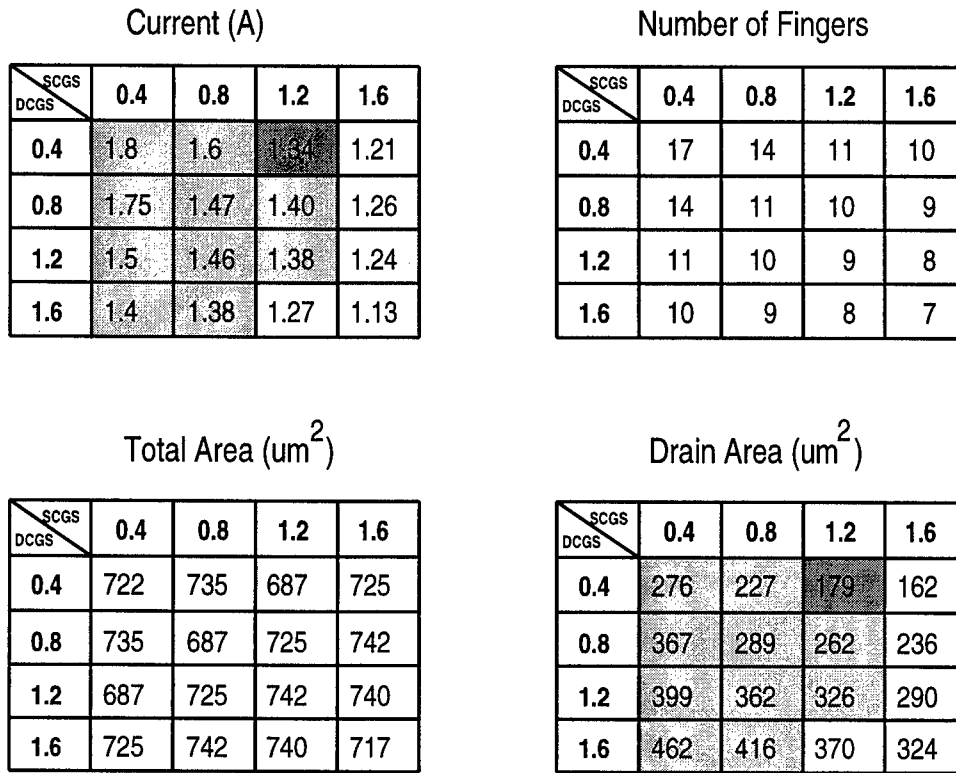 Current (A)
SCGS DCGS 0.4 0.8 1.2 1.6
0.4 1.8 1.6 1.34 1.21
0.8 1.75 1.47 1.40 1.26
1.2 1.5 1.46 1.38 1.24
1.6 1.4 1.38 1.27 1.13
Number of Fingers
SCGS DCGS 0.4 0.8 1.2 1.6
0.4 17 14 11 10
0.8 14 11 10 9
1.2 11 10 9 8
1.6 10 9 8 7
Total Area (um²)
SCGS DCGS 0.4 0.8 1.2 1.6
0.4 722 735 687 725
0.8 735 687 725 742
1.2 687 725 742 740
1.6 725 742 740 717
Drain Area (um²)
SCGS DCGS 0.4 0.8 1.2 1.6
0.4 276 227 179 162
0.8 367 289 262 236
1.2 399 362 326 290
1.6 462 416 370 324